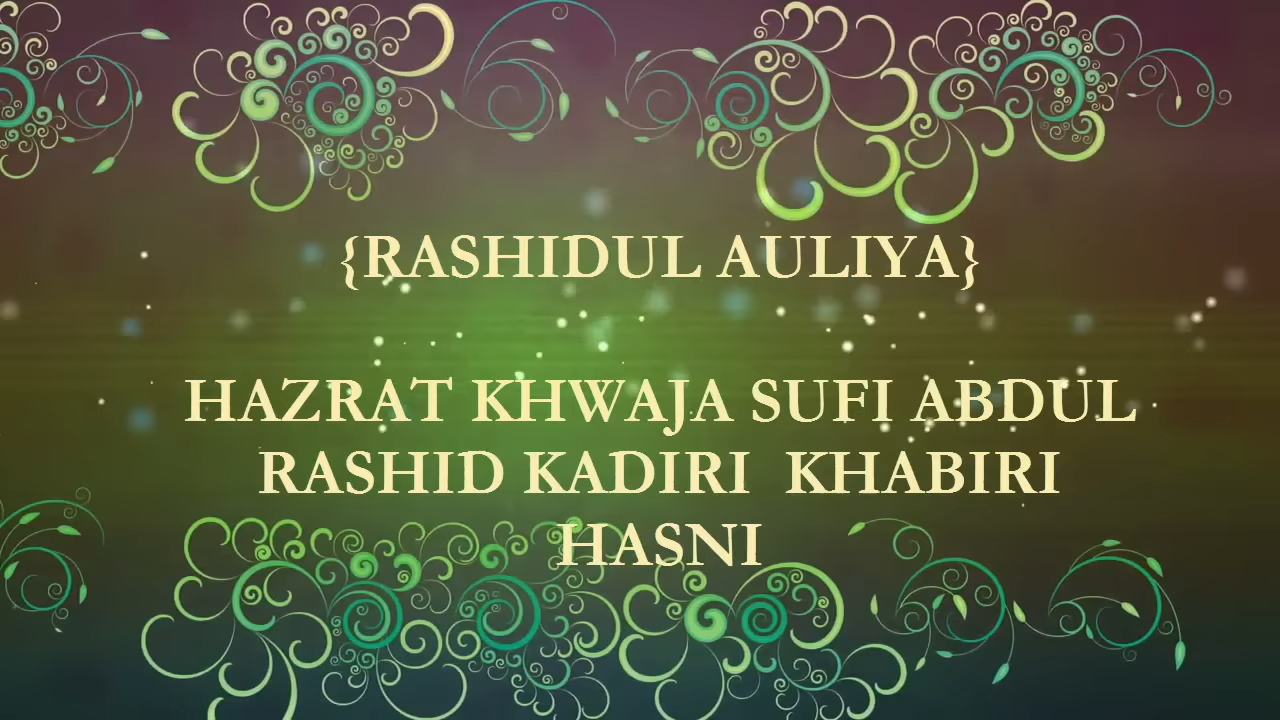 {RASHIDUL AULIYA}
HAZRAT KHWAJA SUFI ABDUL
RASHID KADIRI KHABIRI
HASNI